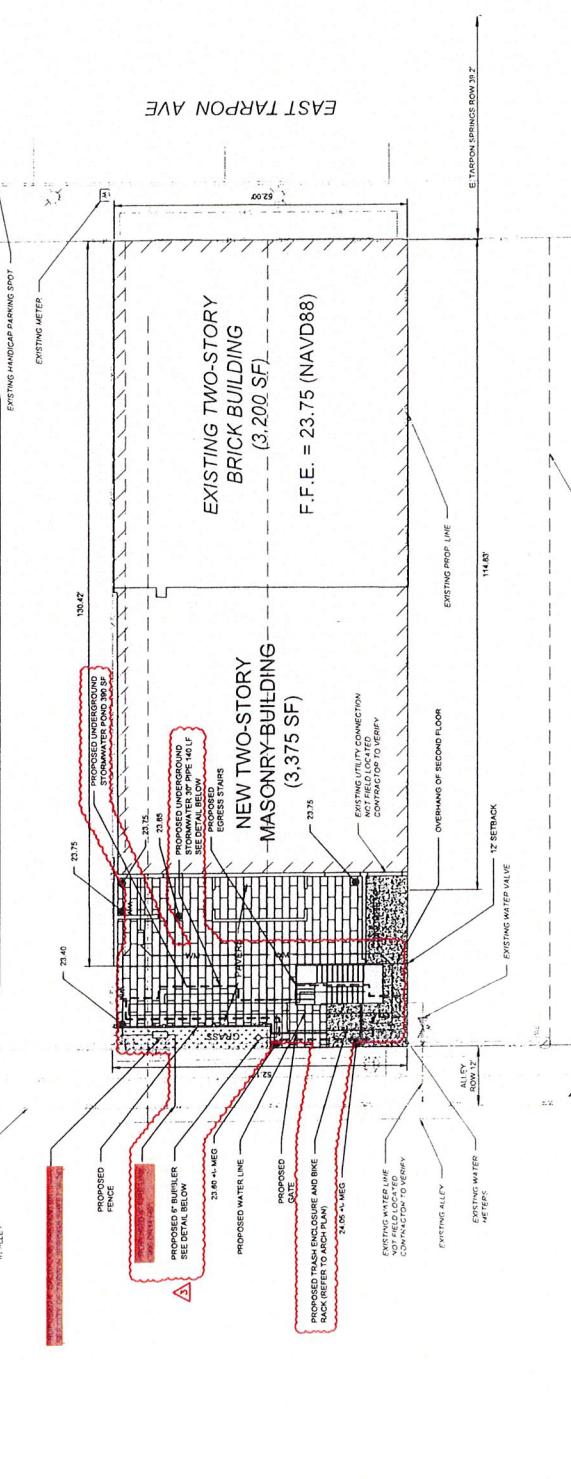 EAST TARPON AVE
E. TARPON SPRINGS ROW 39.2'
EXISTING HANDICAP PARKING SPOT
EXISTING METER
52.00'
EXISTING TWO-STORY
BRICK BUILDING
(3,200 SF)
F.F.E. = 23.75 (NAVD88)
EXISTING PROP. LINE
114.83'
130.42'
NEW TWO-STORY
MASONRY BUILDING
(3,375 SF)
PROPOSED UNDERGROUND
STORMWATER POND 390 SF
23.75
23.85
PROPOSED UNDERGROUND
STORMWATER 30" PIPE 140 LF
SEE DETAIL BELOW
PROPOSED
EGRESS STAIRS
23.75
EXISTING UTILITY CONNECTION
NOT FIELD LOCATED
CONTRACTOR TO VERIFY
OVERHANG OF SECOND FLOOR
12' SETBACK
EXISTING WATER VALVE
23.75
23.40
PAVERS
GRASS
ALLEY
ROW 12'
PROPOSED
FENCE
PROPOSED 6" BUBBLER
SEE DETAIL BELOW
3
23.60 +/- MEG
PROPOSED WATER LINE
PROPOSED
GATE
PROPOSED TRASH ENCLOSURE AND BIKE
RACK (REFER TO ARCH PLAN)
24.05 +/- MEG
EXISTING WATER LINE
NOT FIELD LOCATED
CONTRACTOR TO VERIFY
EXISTING ALLEY
EXISTING WATER
METERS